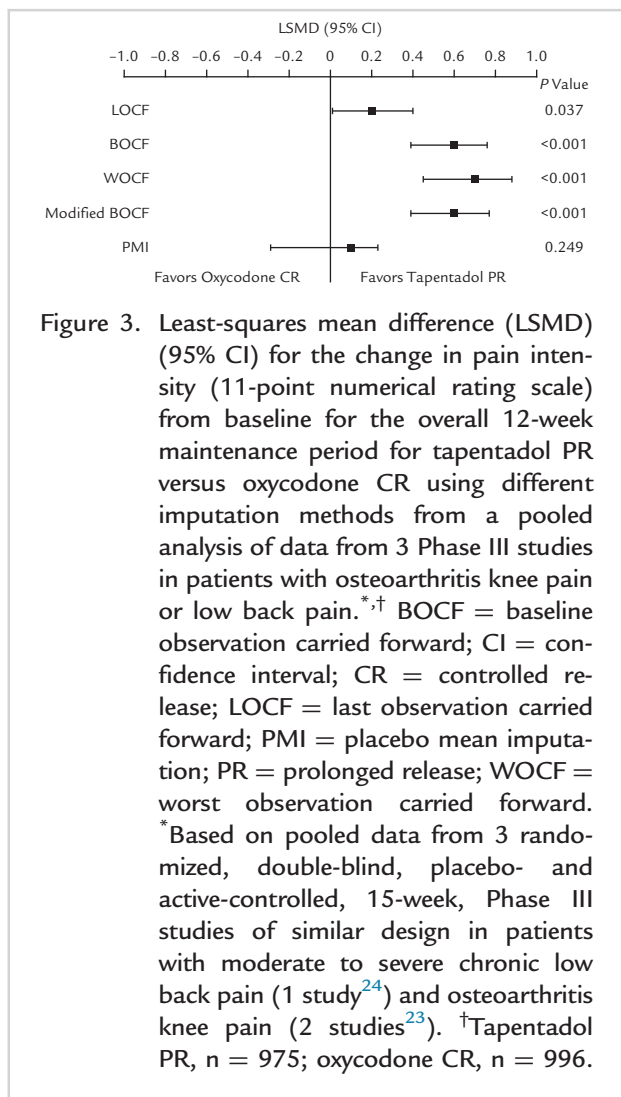 LSMD (95% CI)
−1.0 −0.8 −0.6 −0.4 −0.2 0 0.2 0.4 0.6 0.8 1.0
P Value
LOCF 0.037
BOCF <0.001
WOCF <0.001
Modified BOCF <0.001
PMI 0.249
Favors Oxycodone CR Favors Tapentadol PR
Figure 3. Least-squares mean difference (LSMD)
(95% CI) for the change in pain inten-
sity (11-point numerical rating scale)
from baseline for the overall 12-week
maintenance period for tapentadol PR
versus oxycodone CR using different
imputation methods from a pooled
analysis of data from 3 Phase III studies
in patients with osteoarthritis knee pain
or low back pain.*,† BOCF = baseline
observation carried forward; CI = con-
fidence interval; CR = controlled re-
lease; LOCF = last observation carried
forward; PMI = placebo mean imputa-
tion; PR = prolonged release; WOCF =
worst observation carried forward.
*Based on pooled data from 3 rando-
mized, double-blind, placebo- and
active-controlled, 15-week, Phase III
studies of similar design in patients
with moderate to severe chronic low
back pain (1 study24) and osteoarthritis
knee pain (2 studies23). †Tapentadol
PR, n = 975; oxycodone CR, n = 996.